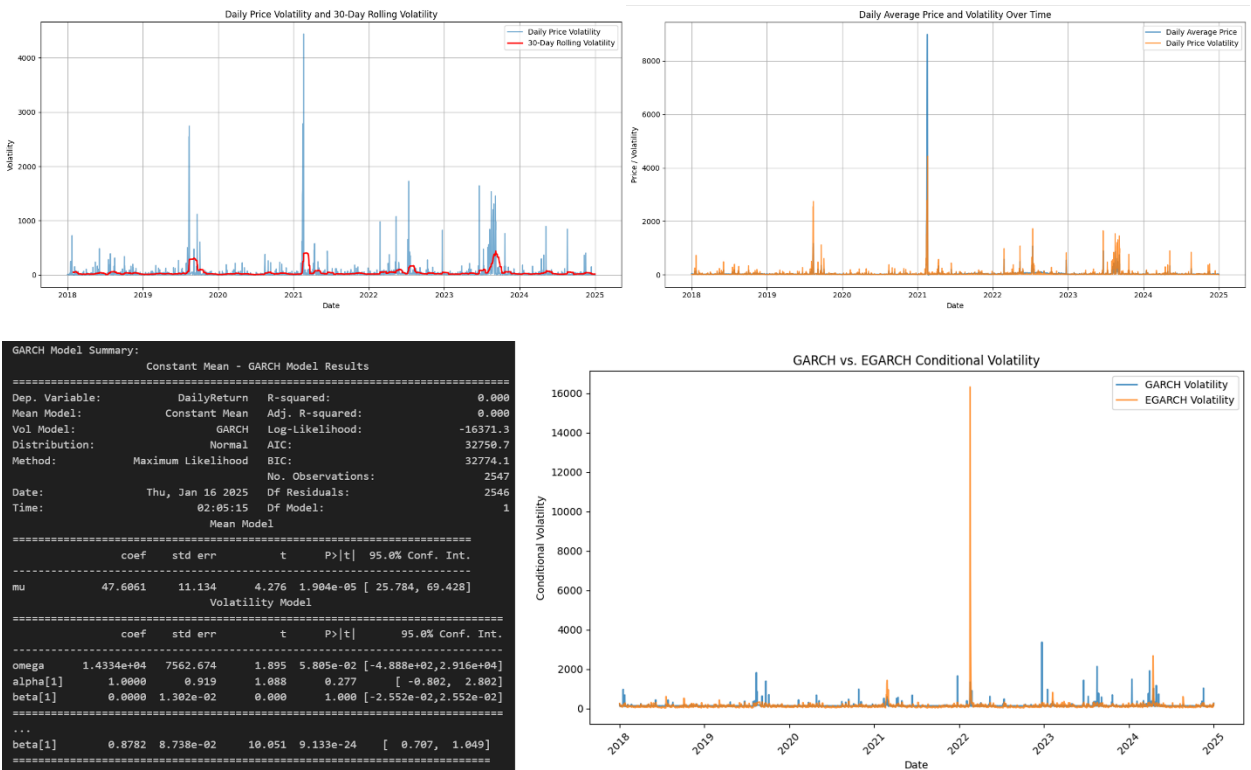 Daily Price Volatility and 30-Day Rolling Volatility
Daily Price Volatility
30-Day Rolling Volatility
Volatility
4000
3000
2000
1000
0
2018 2019 2020 2021 2022 2023 2024 2025
Date
Daily Average Price and Volatility Over Time
Daily Average Price
Daily Price Volatility
Price / Volatility
8000
6000
4000
2000
0
2018 2019 2020 2021 2022 2023 2024 2025
Date
GARCH Model Summary:
Constant Mean - GARCH Model Results
==============================================================================
Dep. Variable: DailyReturn R-squared: 0.000
Mean Model: Constant Mean Adj. R-squared: 0.000
Vol Model: GARCH Log-Likelihood: -16371.3
Distribution: Normal AIC: 32750.7
Method: Maximum Likelihood BIC: 32774.1
No. Observations: 2547
Date: Thu, Jan 16 2025 Df Residuals: 2546
Time: 02:05:15 Df Model: 1
Mean Model
==========================================================================
coef std err t P>|t| 95.0% Conf. Int.
--------------------------------------------------------------------------
mu 47.6061 11.134 4.276 1.904e-05 [ 25.784, 69.428]
Volatility Model
==============================================================================
coef std err t P>|t| 95.0% Conf. Int.
------------------------------------------------------------------------------
omega 1.4334e+04 7562.674 1.895 5.805e-02 [-4.888e+02,2.916e+04]
alpha[1] 1.0000 0.919 1.088 0.277 [ -0.802, 2.802]
beta[1] 0.0000 1.302e-02 0.000 1.000 [-2.552e-02,2.552e-02]
==============================================================================
...
beta[1] 0.8782 8.738e-02 10.051 9.133e-24 [ 0.707, 1.049]
=============================================================================
GARCH vs. EGARCH Conditional Volatility
GARCH Volatility
EGARCH Volatility
Conditional Volatility
16000
14000
12000
10000
8000
6000
4000
2000
0
2018 2019 2020 2021 2022 2023 2024 2025
Date